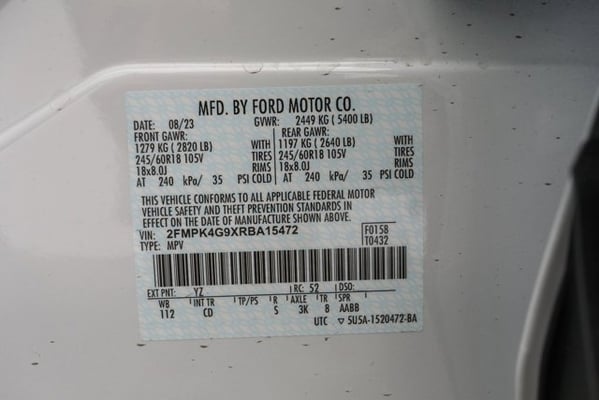 MFD. BY FORD MOTOR CO.
DATE: 08/23 GVWR: 2449 KG ( 5400 LB)
FRONT GAWR: REAR GAWR:
1279 KG ( 2820 LB) WITH 1197 KG ( 2640 LB) WITH
245/60R18 105V TIRES 245/60R18 105V TIRES
18x8.0J RIMS 18x8.0J RIMS
AT 240 kPa/ 35 PSI COLD AT 240 kPa/ 35 PSI COLD
THIS VEHICLE CONFORMS TO ALL APPLICABLE FEDERAL MOTOR
VEHICLE SAFETY AND THEFT PREVENTION STANDARDS IN
EFFECT ON THE DATE OF MANUFACTURE SHOWN ABOVE.
VIN: 2FMPK4G9XRBA15472 F0158
TYPE: MPV T0432
EXT PNT: YZ RC: 52 DSO:
WB INT TR TP/PS R AXLE TR SPR
112 CD S 3K 8 AABB
UTC ▽ SU5A-1520472-BA